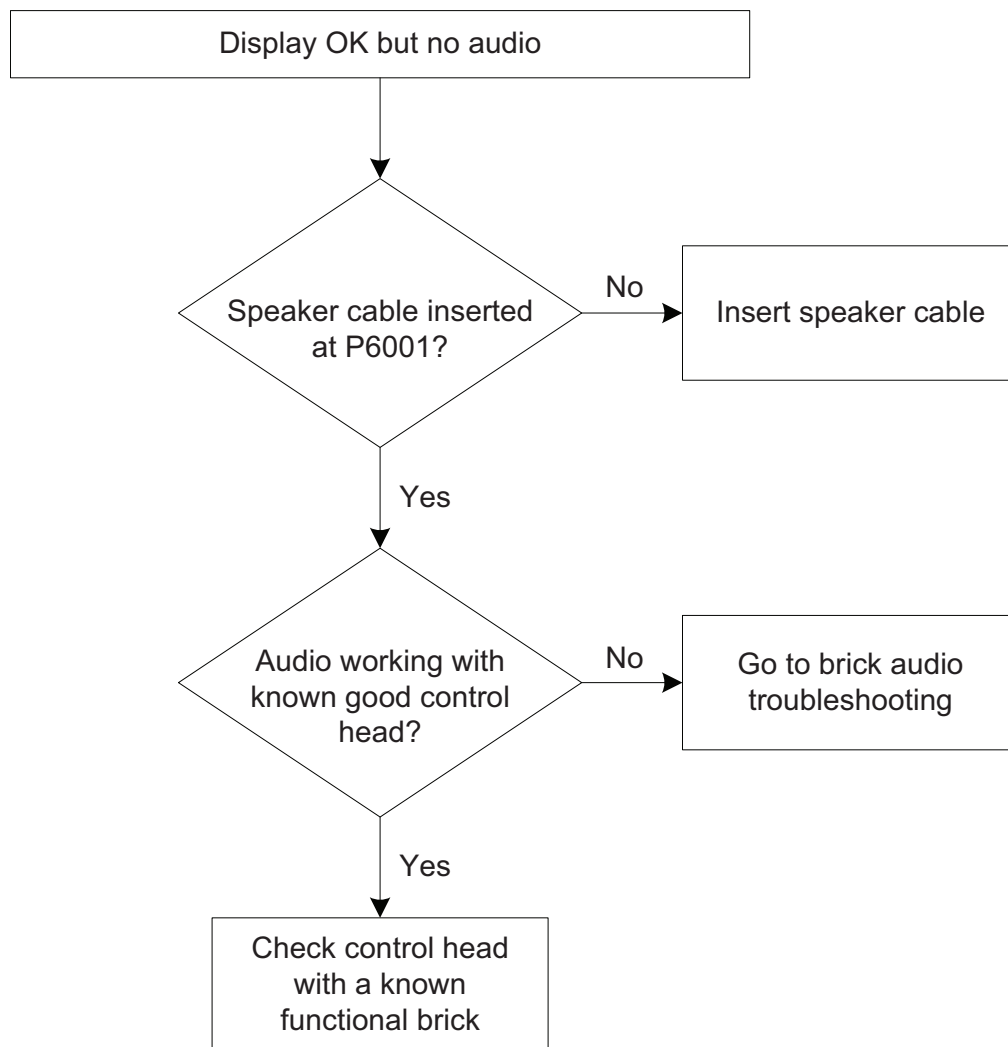 Display OK but no audio
Speaker cable inserted
at P6001?
No
Insert speaker cable
Yes
Audio working with
known good control
head?
No
Go to brick audio
troubleshooting
Yes
Check control head
with a known
functional brick